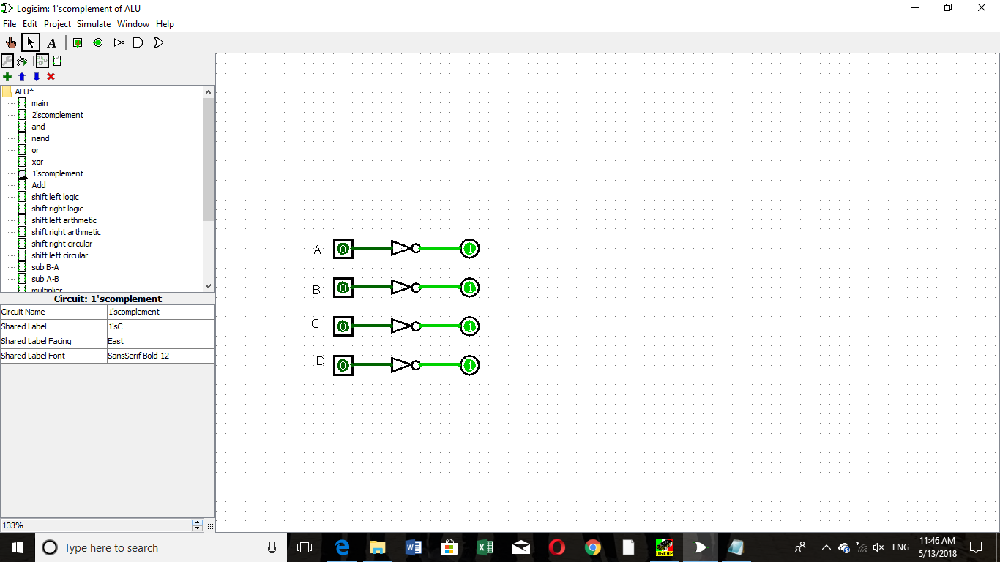 Logisim: 1'scomplement of ALU
File Edit Project Simulate Window Help
A
ALU*
main
2'scomplement
and
nand
or
xor
1'scomplement
Add
shift left logic
shift right logic
shift left arthmetic
shift right arthmetic
shift right circular
shift left circular
sub B-A
sub A-B
multiplier
Circuit: 1'scomplement
Circuit Name 1'scomplement
Shared Label 1'sC
Shared Label Facing East
Shared Label Font SansSerif Bold 12
133%
A 0 1
B 0 1
C 0 1
D 0 1
Type here to search
DIGICHIP
ENG
11:46 AM
5/13/2018